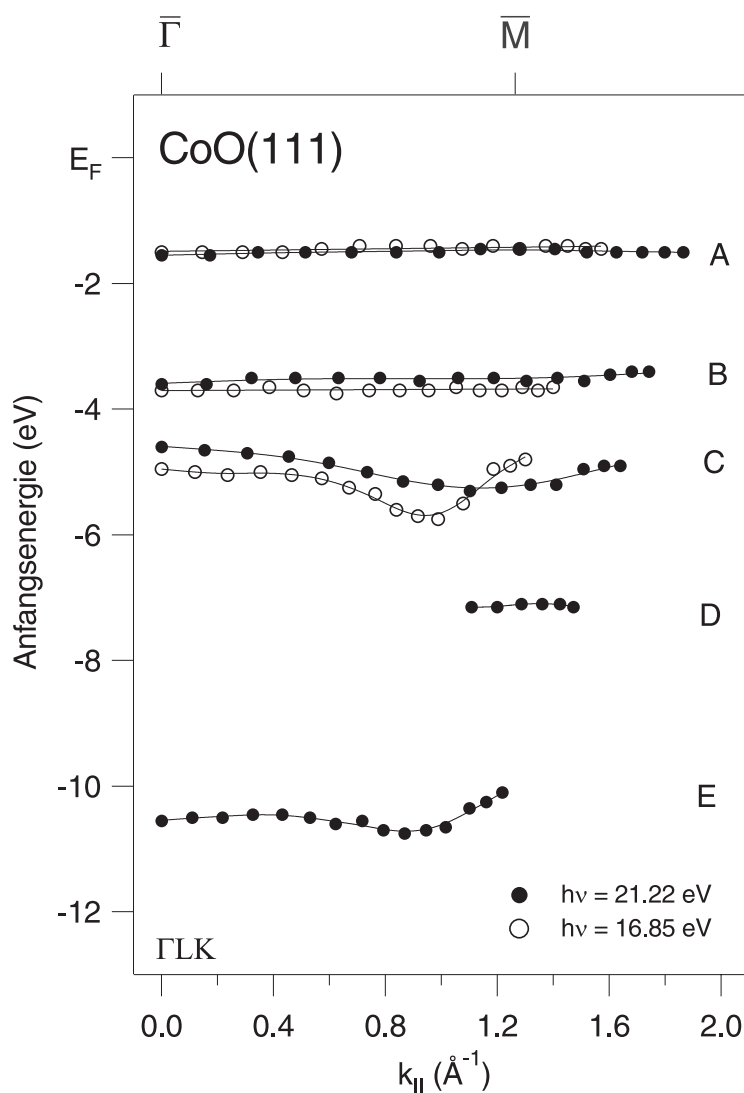 Γ̅ M̅
CoO(111)
E_F
A
-2
B
-4
C
-6
D
-8
E
-10
hν = 21.22 eV
hν = 16.85 eV
-12
ΓLK
0.0 0.4 0.8 1.2 1.6 2.0
k_II (Å⁻¹)
Anfangsenergie (eV)